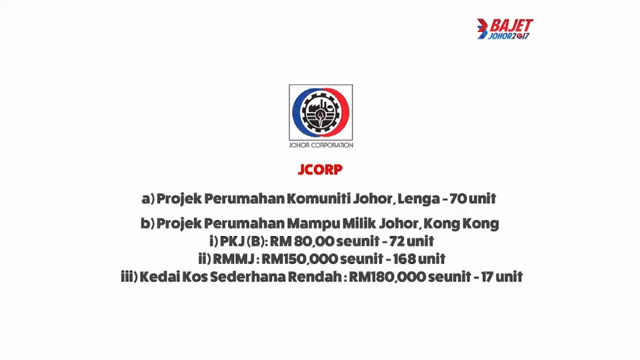 BAJET
JOHOR2017
JOHOR CORPORATION
JCORP
a) Projek Perumahan Komuniti Johor, Lenga - 70 unit
b) Projek Perumahan Mampu Milik Johor, Kong Kong
i) PKJ (B): RM 80,00 seunit - 72 unit
ii) RMMJ : RM150,000 seunit - 168 unit
iii) Kedai Kos Sederhana Rendah : RM180,000 seunit - 17 unit